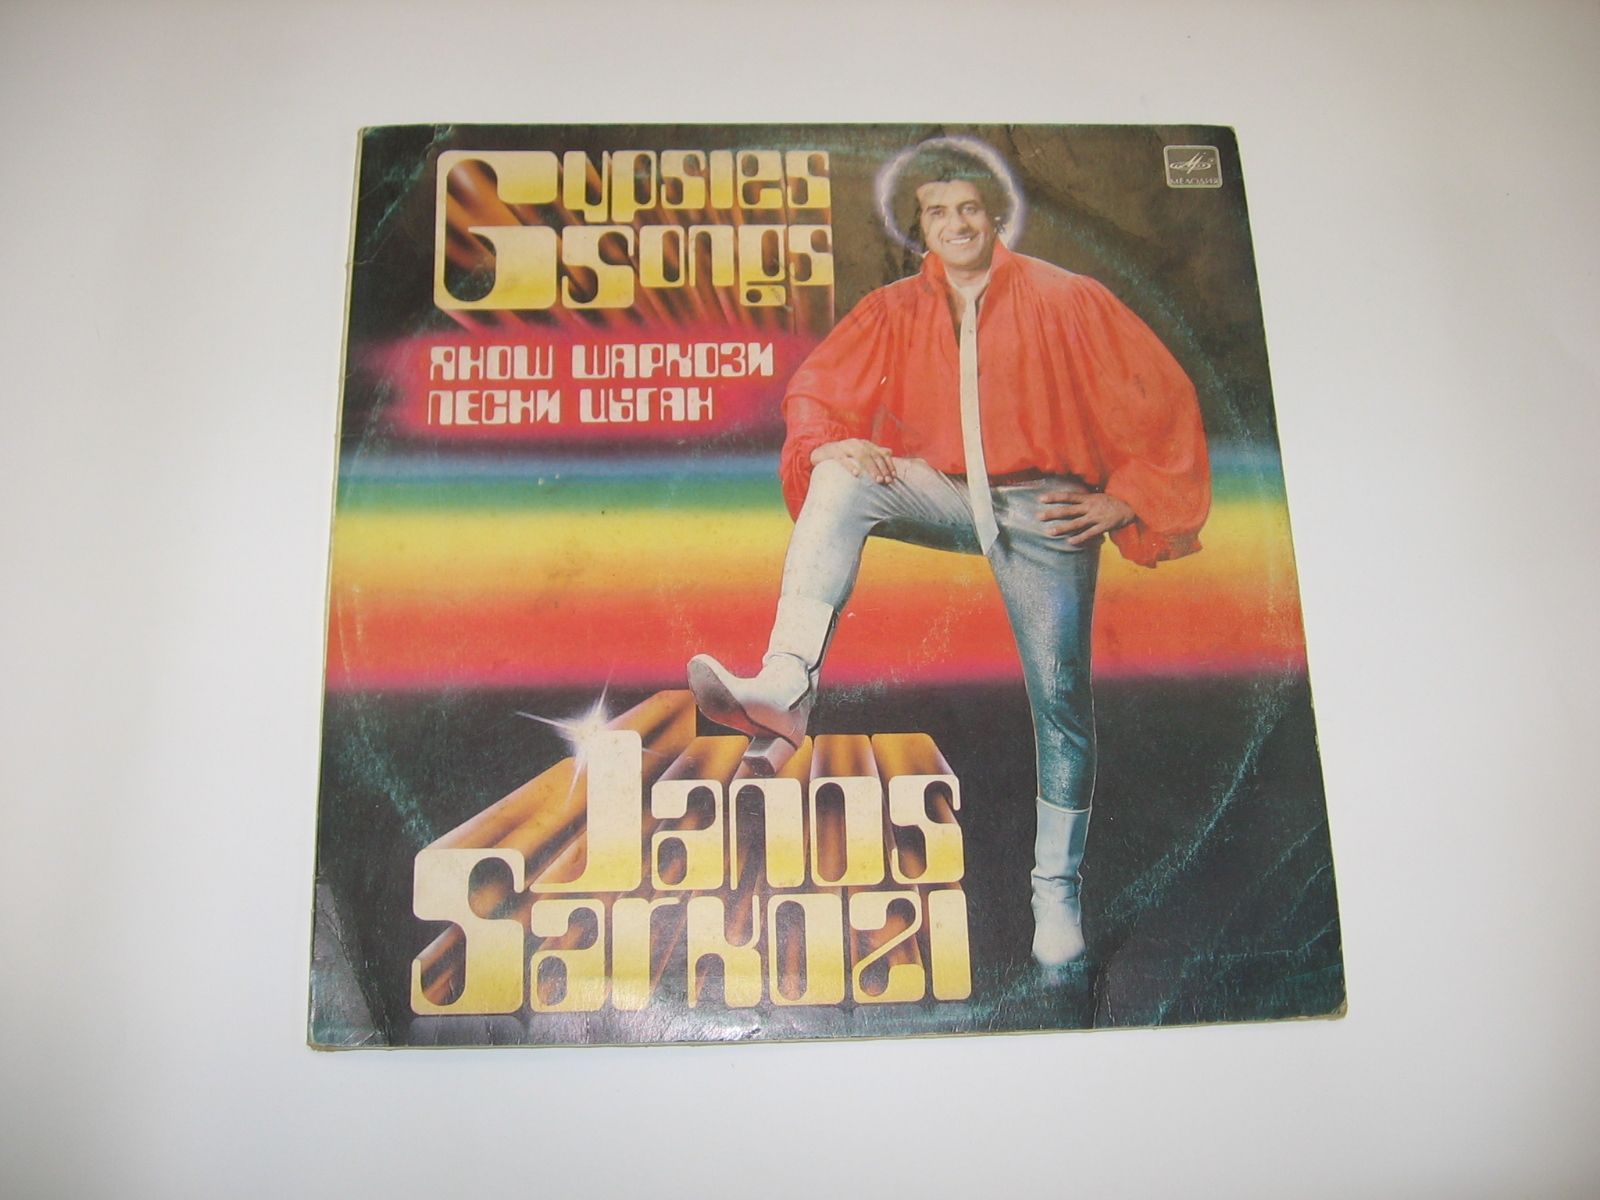 Gypsies
Songs
МЕЛОДИЯ
ЯНОШ ШАРКОЗИ
ПЕСНИ ЦЫГАН
Janos
Sarkozi